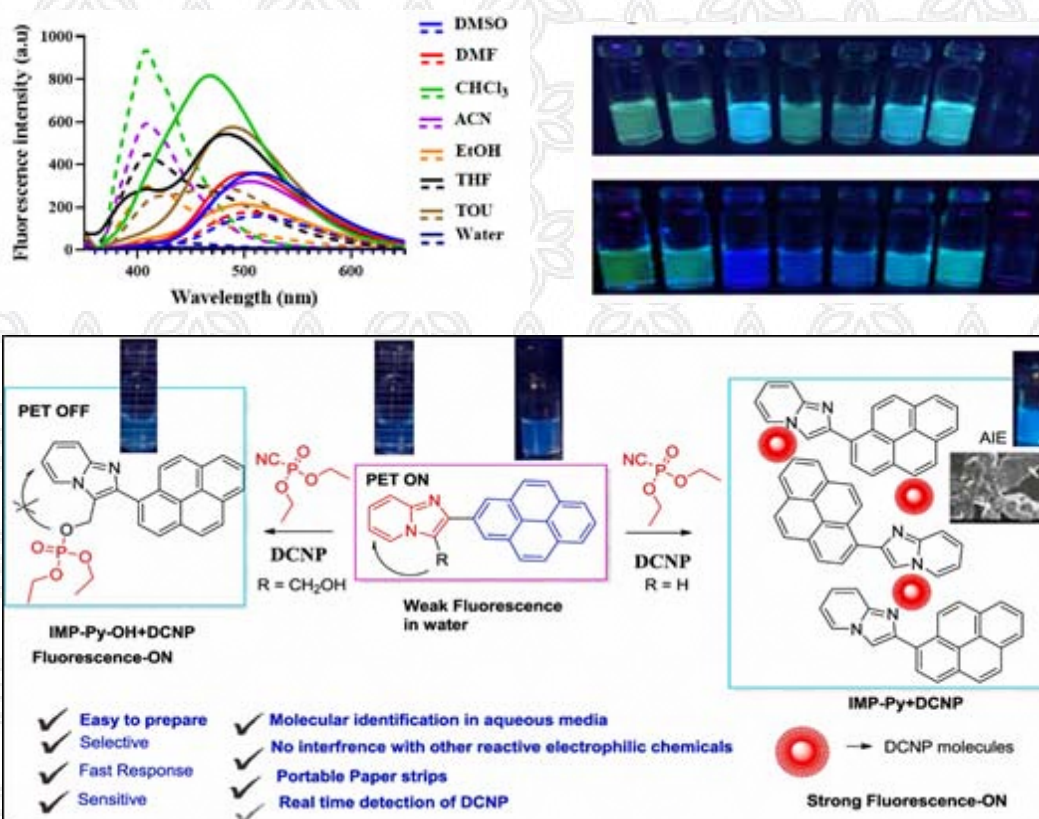 Fluorescence intensity (a.u)
1000
800
600
400
200
0
400
500
600
Wavelength (nm)
DMSO
DMF
CHCl₃
ACN
EtOH
THF
TOU
Water
PET OFF
N
N
O
O=P-O
O
IMP-Py-OH+DCNP
Fluorescence-ON
NC-P=O
O
O
DCNP
R = CH₂OH
PET ON
N
N
R
Weak Fluorescence
in water
NC-P=O
O
O
DCNP
R = H
N
N
AIE
N
N
N
N
IMP-Py+DCNP
DCNP molecules
Strong Fluorescence-ON
Easy to prepare
Selective
Fast Response
Sensitive
Molecular identification in aqueous media
No interfrence with other reactive electrophilic chemicals
Portable Paper strips
Real time detection of DCNP